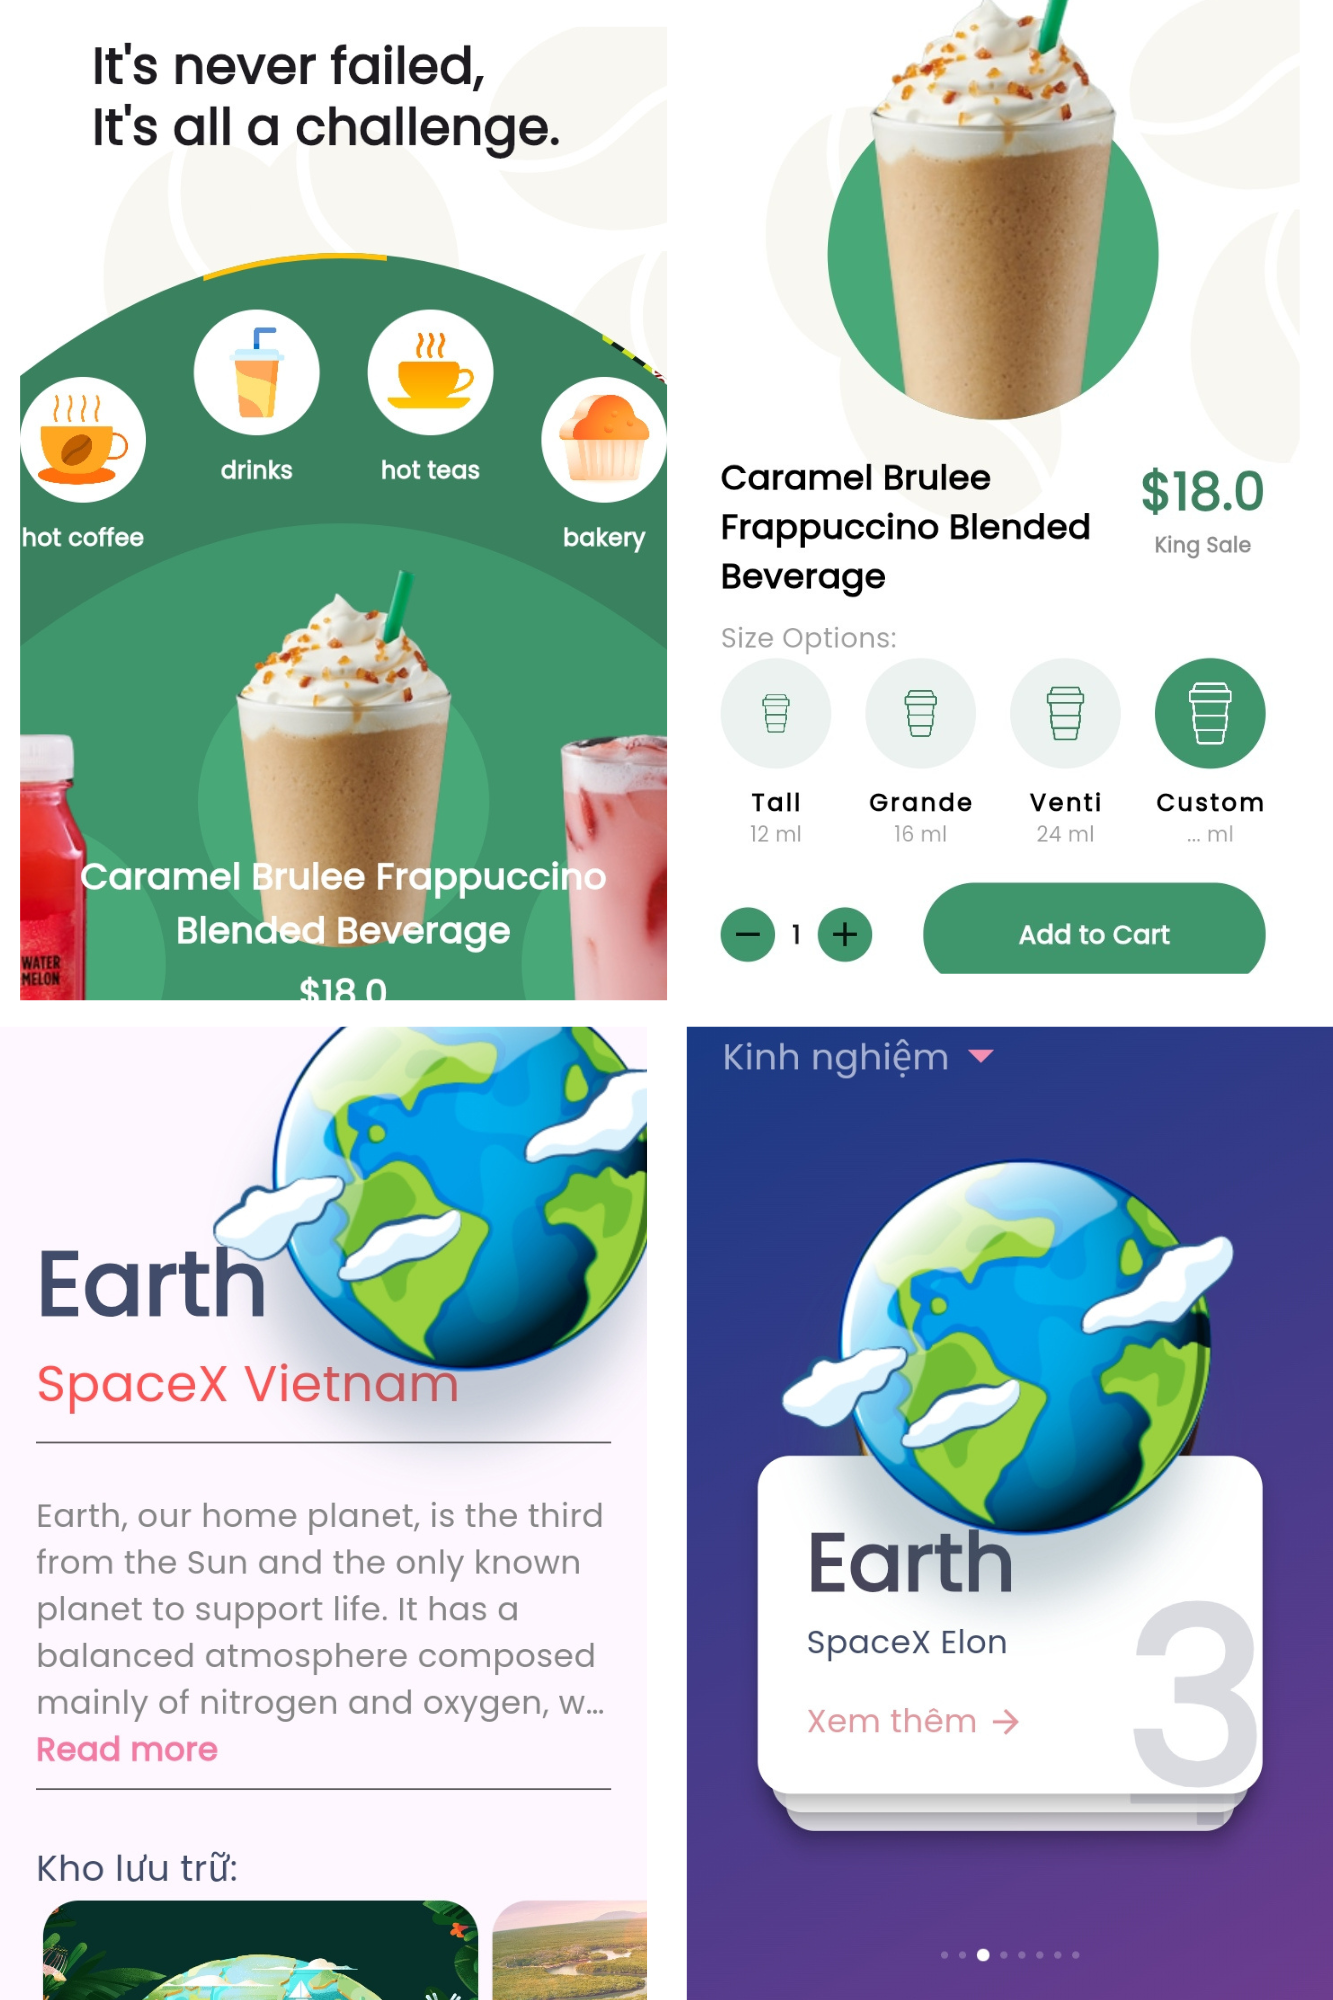 It's never failed,
It's all a challenge.
drinks
hot teas
hot coffee
bakery
WATER
MELON
Caramel Brulee Frappuccino
Blended Beverage
$18.0
Caramel Brulee
Frappuccino Blended
Beverage
$18.0
King Sale
Size Options:
Tall
Grande
Venti
Custom
12 ml
16 ml
24 ml
... ml
1
Add to Cart
Earth
SpaceX Vietnam
Earth, our home planet, is the third
from the Sun and the only known
planet to support life. It has a
balanced atmosphere composed
mainly of nitrogen and oxygen, w...
Read more
Kho lưu trữ:
Kinh nghiệm
Earth
SpaceX Elon
Xem thêm
3